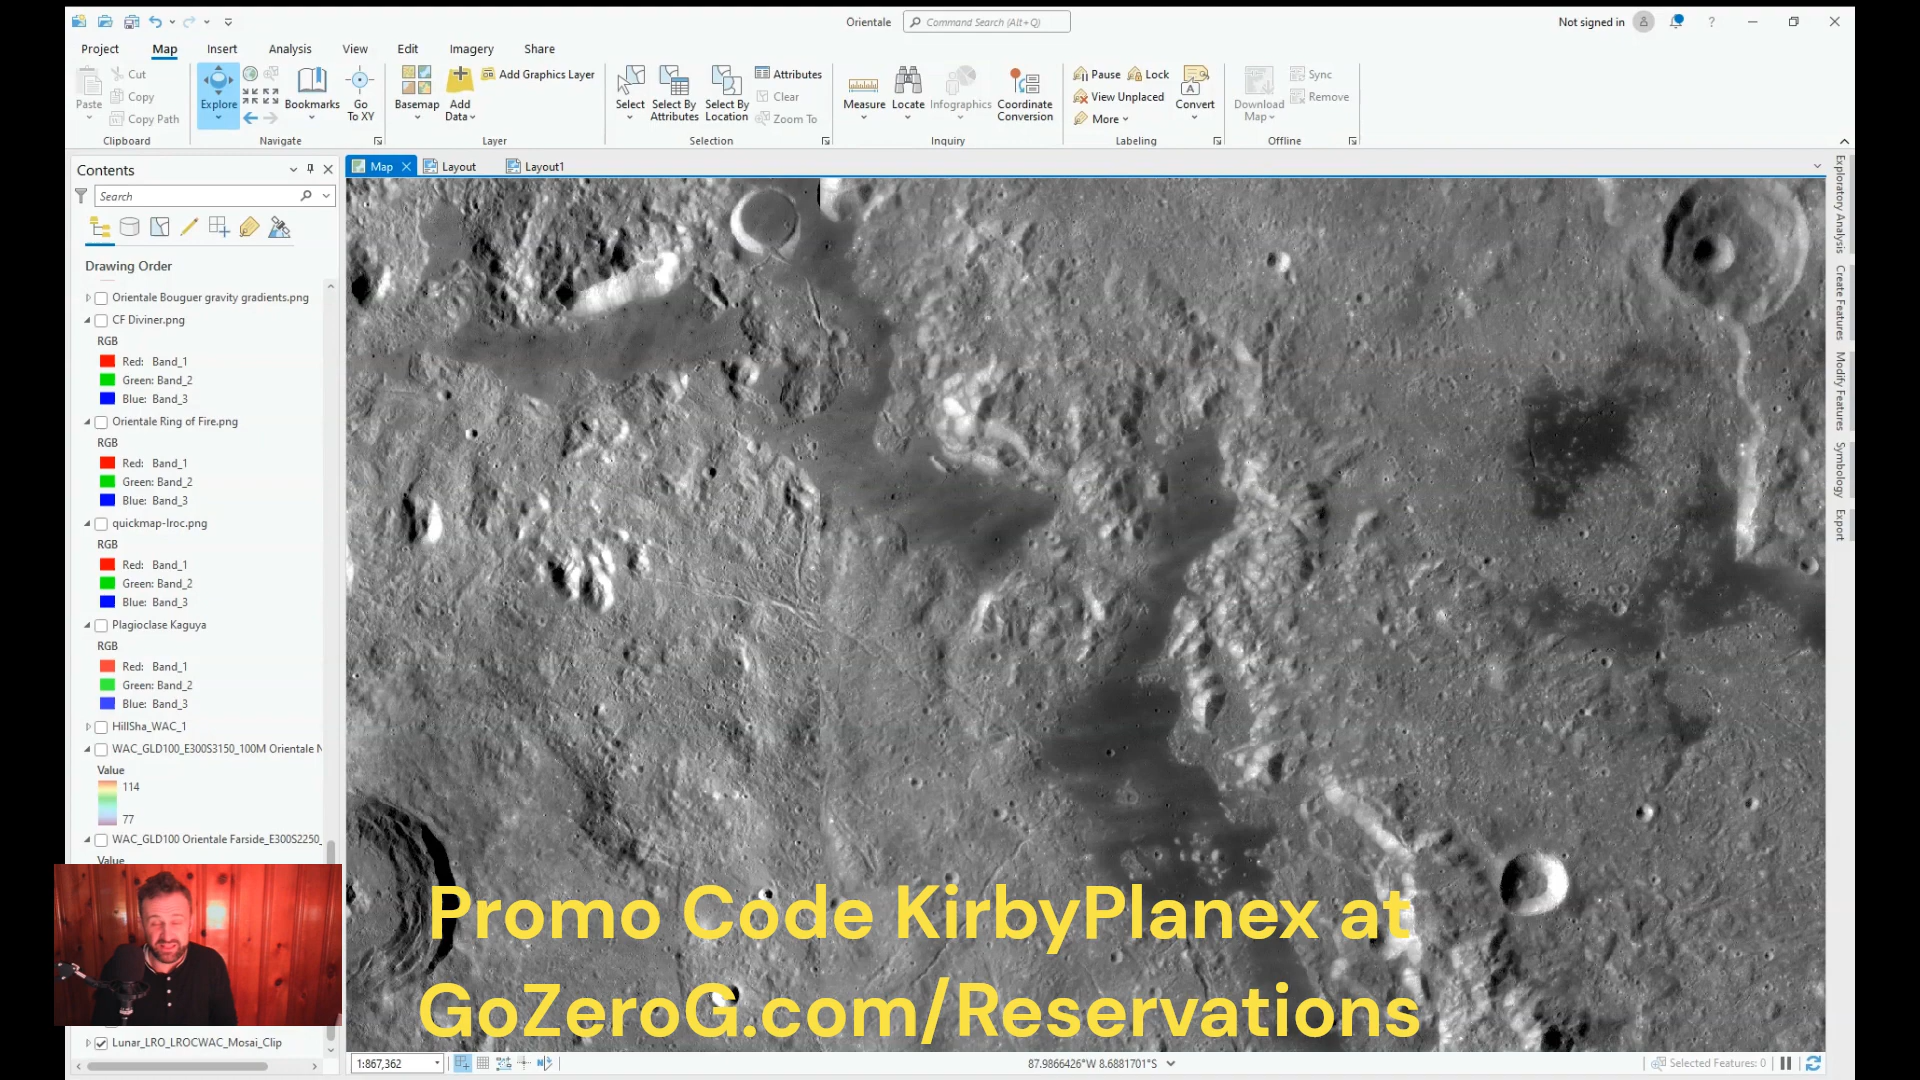 Orientale
Command Search (Alt+Q)
Not signed in
?
Project
Map
Insert
Analysis
View
Edit
Imagery
Share
Paste
Cut
Copy
Copy Path
Clipboard
Explore
Bookmarks
Go
To XY
Navigate
Basemap
Add
Data
Add Graphics Layer
Layer
Select
Select By
Attributes
Select By
Location
Attributes
Clear
Zoom To
Selection
Measure
Locate
Infographics
Coordinate
Conversion
Inquiry
Pause
Lock
View Unplaced
More
Convert
Labeling
Download
Map
Sync
Remove
Offline
Contents
Search
Drawing Order
Orientale Bouguer gravity gradients.png
CF Diviner.png
RGB
Red: Band_1
Green: Band_2
Blue: Band_3
Orientale Ring of Fire.png
RGB
Red: Band_1
Green: Band_2
Blue: Band_3
quickmap-lroc.png
RGB
Red: Band_1
Green: Band_2
Blue: Band_3
Plagioclase Kaguya
RGB
Red: Band_1
Green: Band_2
Blue: Band_3
HillSha_WAC_1
WAC_GLD100_E300S3150_100M Orientale N
Value
114
77
WAC_GLD100 Orientale Farside_E300S2250_
Value
Lunar_LRO_LROCWAC_Mosai_Clip
Map
Layout
Layout1
Exploratory Analysis
Create Features
Modify Features
Symbology
Export
Promo Code KirbyPlanex at
GoZeroG.com/Reservations
1:867,362
87.9866426°W 8.6881701°S
Selected Features: 0